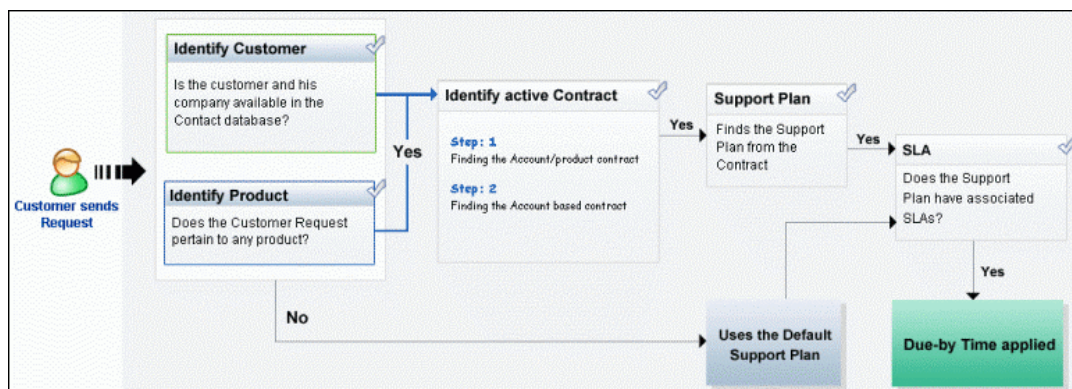 Customer sends
Request
Identify Customer
Is the customer and his
company available in the
Contact database?
Identify Product
Does the Customer Request
pertain to any product?
Yes
No
Identify active Contract
Step: 1
Finding the Account/product contract
Step: 2
Finding the Account based contract
Yes
Support Plan
Finds the Support
Plan from the
Contract
Yes
SLA
Does the Support
Plan have associated
SLAs?
Yes
Uses the Default
Support Plan
Due-by Time applied